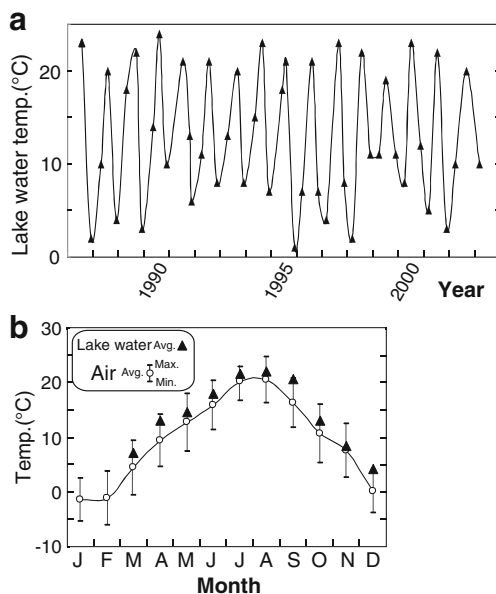 a
Lake water temp.(°C)
20
10
0
1990
1995
2000
Year
b
30
20
10
0
-10
Temp.(°C)
Lake water Avg.
Air Avg. Max.
Min.
J F M A M J J A S O N D
Month